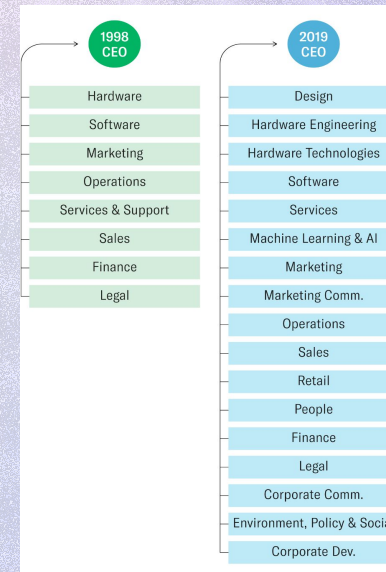 1998
CEO
Hardware
Software
Marketing
Operations
Services & Support
Sales
Finance
Legal
2019
CEO
Design
Hardware Engineering
Hardware Technologies
Software
Services
Machine Learning & AI
Marketing
Marketing Comm.
Operations
Sales
Retail
People
Finance
Legal
Corporate Comm.
Environment, Policy &
Corporate Dev.